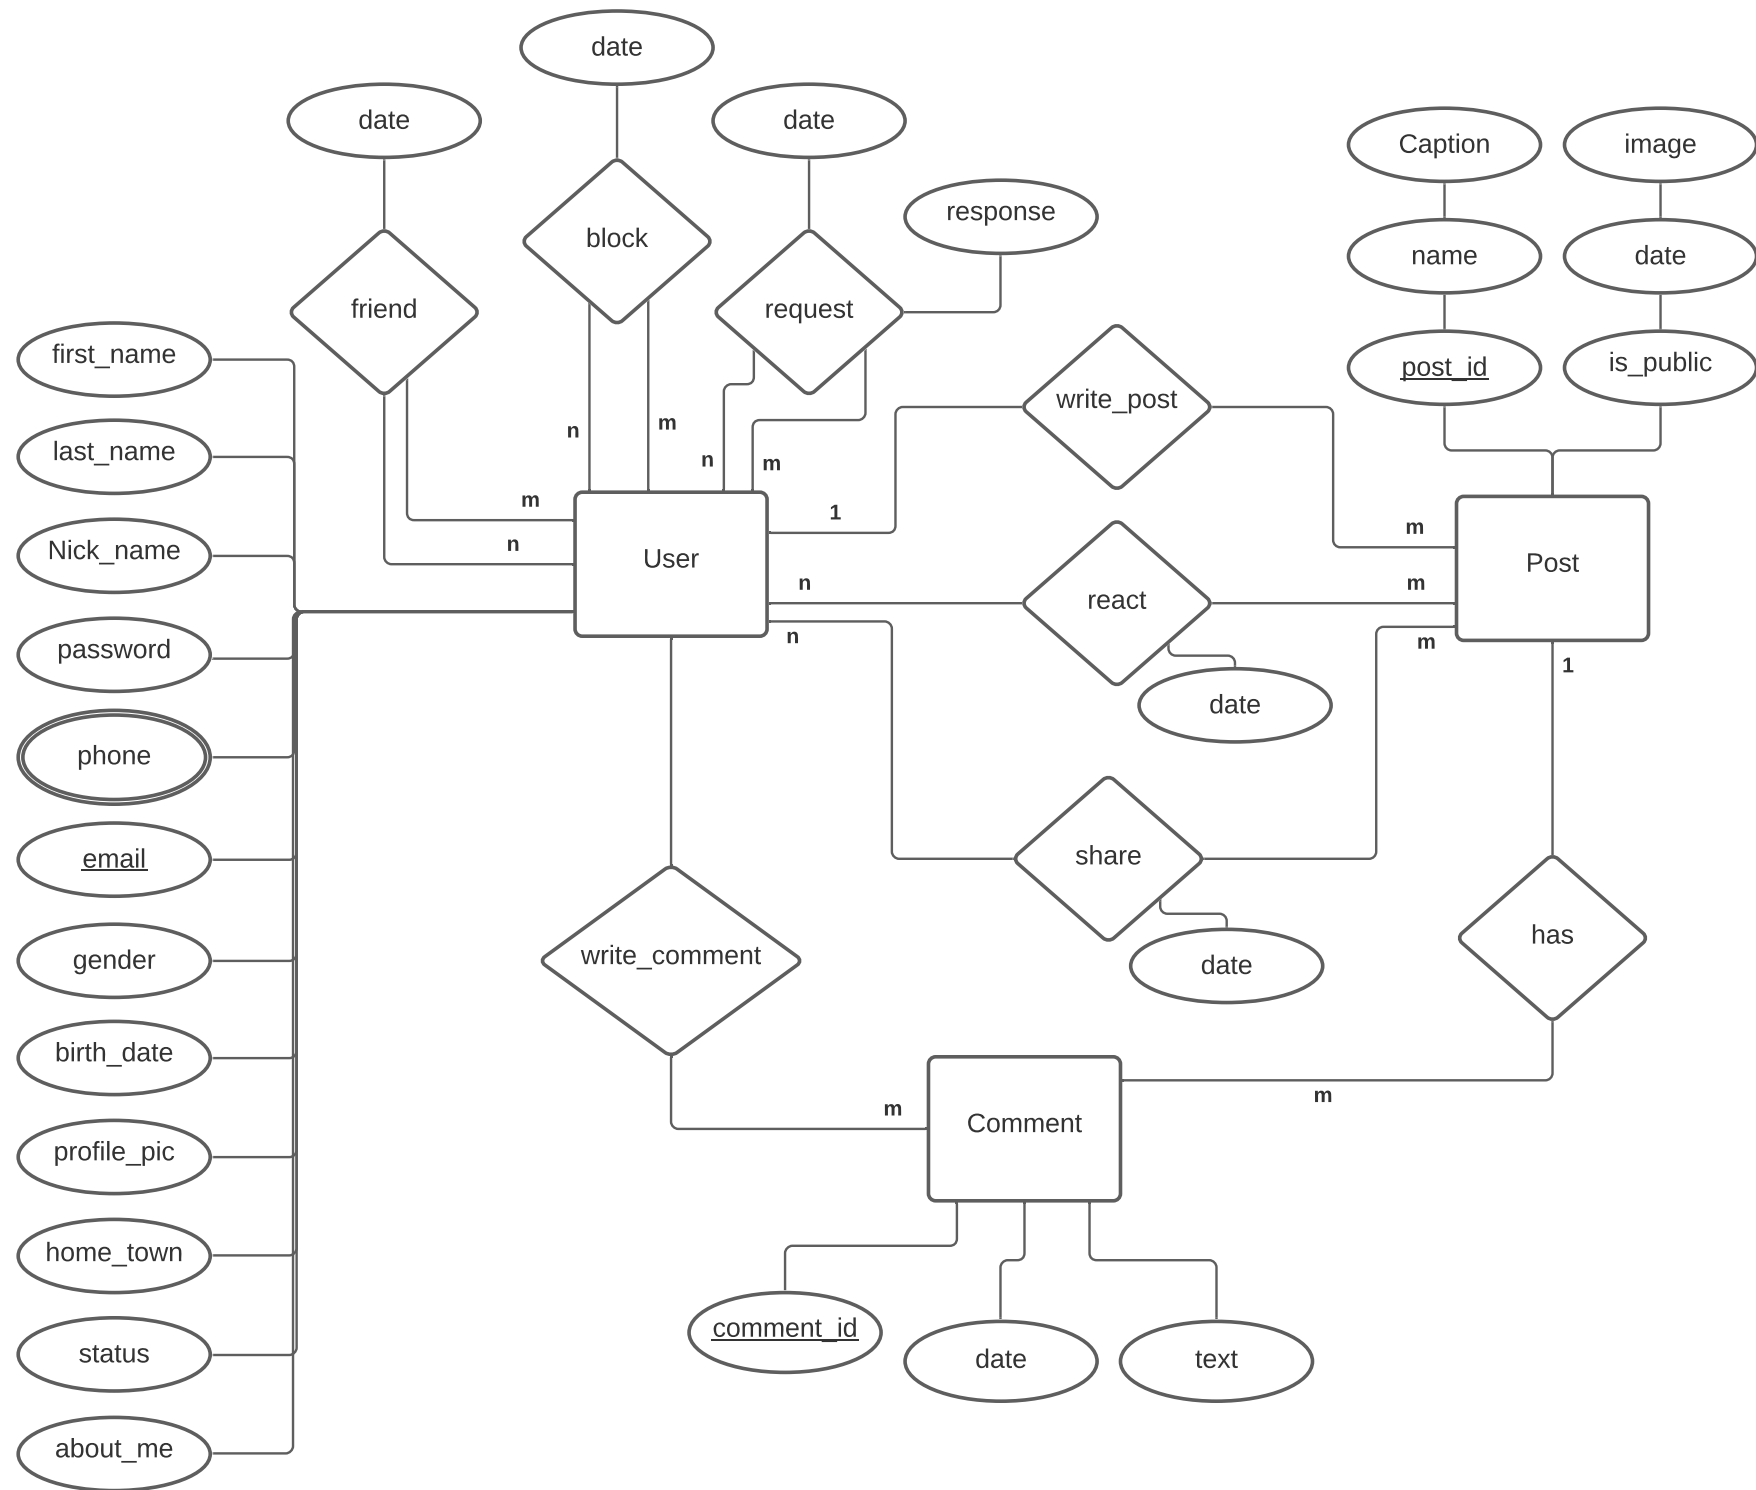 date
date
date
Caption
image
response
block
name
date
friend
request
first_name
post_id
is_public
write_post
n
m
last_name
n
m
m
1
m
n
Nick_name
User
Post
n
m
react
n
m
password
1
date
phone
email
share
gender
write_comment
date
has
birth_date
m
m
Comment
profile_pic
home_town
comment_id
status
date
text
about_me